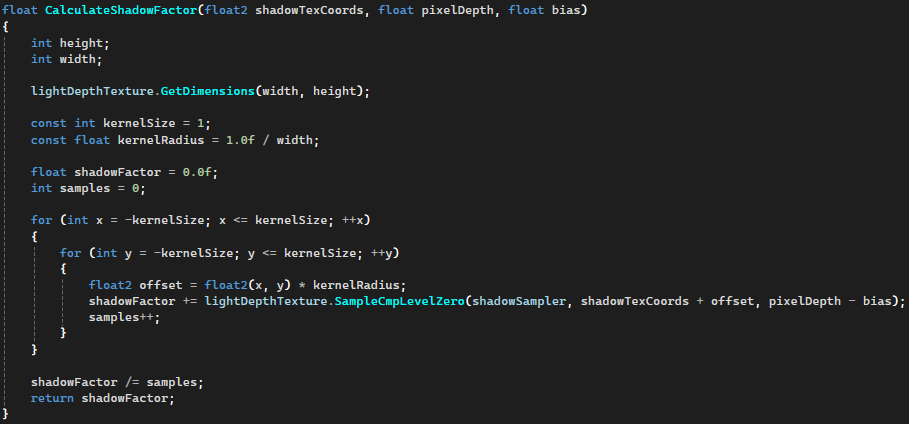 float CalculateShadowFactor(float2 shadowTexCoords, float pixelDepth, float bias)
{
    int height;
    int width;

    lightDepthTexture.GetDimensions(width, height);

    const int kernelSize = 1;
    const float kernelRadius = 1.0f / width;

    float shadowFactor = 0.0f;
    int samples = 0;

    for (int x = -kernelSize; x <= kernelSize; ++x)
    {
        for (int y = -kernelSize; y <= kernelSize; ++y)
        {
            float2 offset = float2(x, y) * kernelRadius;
            shadowFactor += lightDepthTexture.SampleCmpLevelZero(shadowSampler, shadowTexCoords + offset, pixelDepth - bias);
            samples++;
        }
    }

    shadowFactor /= samples;
    return shadowFactor;
}